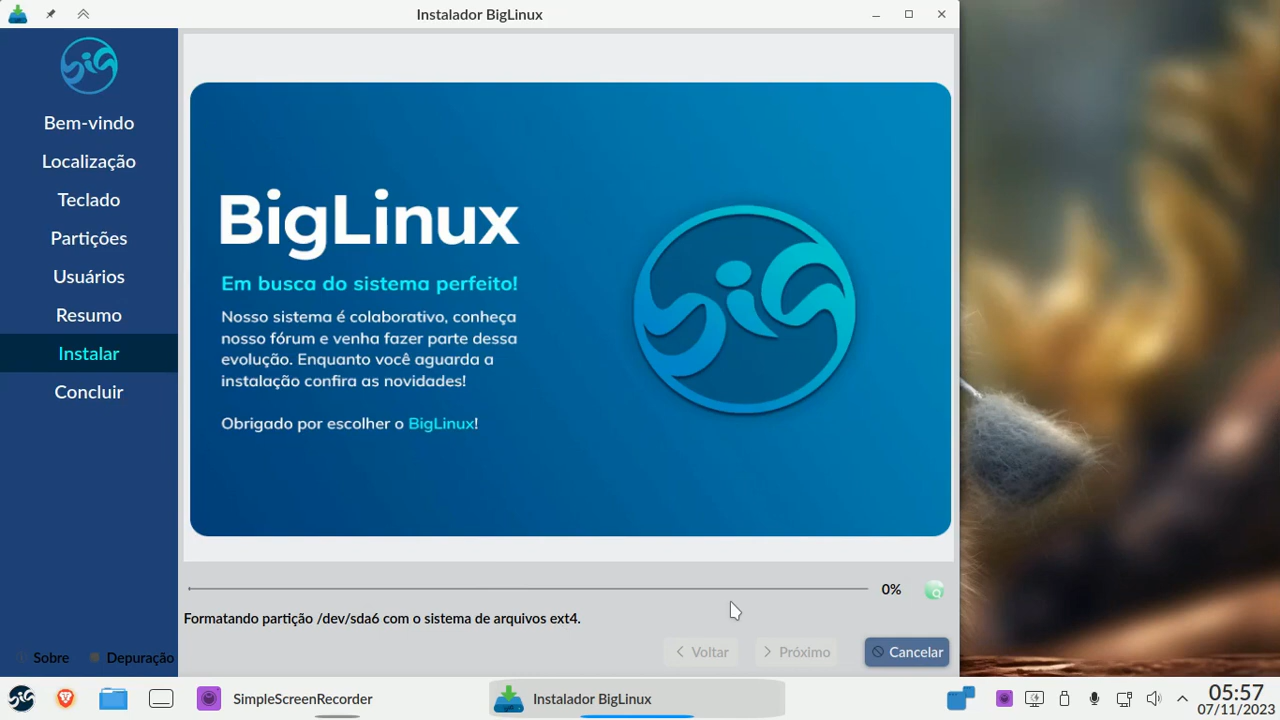 Instalador BigLinux
Bem-vindo
Localização
Teclado
Partições
Usuários
Resumo
Instalar
Concluir
Sobre
Depuração
BigLinux
Em busca do sistema perfeito!
Nosso sistema é colaborativo, conheça
nosso fórum e venha fazer parte dessa
evolução. Enquanto você aguarda a
instalação confira as novidades!
Obrigado por escolher o BigLinux!
Big
0%
Formatando partição /dev/sda6 com o sistema de arquivos ext4.
Voltar
Próximo
Cancelar
SimpleScreenRecorder
Instalador BigLinux
05:57
07/11/2023